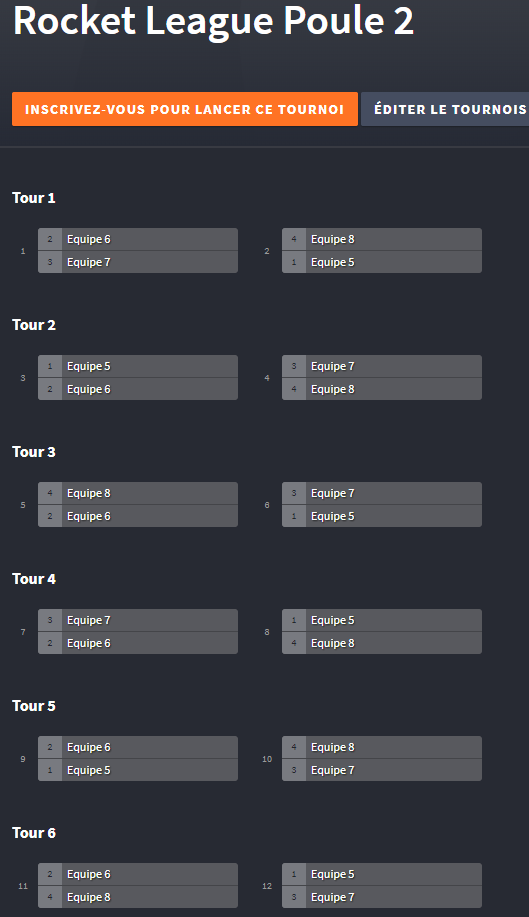 Rocket League Poule 2
INSCRIVEZ-VOUS POUR LANCER CE TOURNOI
ÉDITER LE TOURNOIS
Tour 1
1
2 Equipe 6
3 Equipe 7
2
4 Equipe 8
1 Equipe 5
Tour 2
3
1 Equipe 5
2 Equipe 6
4
3 Equipe 7
4 Equipe 8
Tour 3
5
4 Equipe 8
2 Equipe 6
6
3 Equipe 7
1 Equipe 5
Tour 4
7
3 Equipe 7
2 Equipe 6
8
1 Equipe 5
4 Equipe 8
Tour 5
9
2 Equipe 6
1 Equipe 5
10
4 Equipe 8
3 Equipe 7
Tour 6
11
2 Equipe 6
4 Equipe 8
12
1 Equipe 5
3 Equipe 7